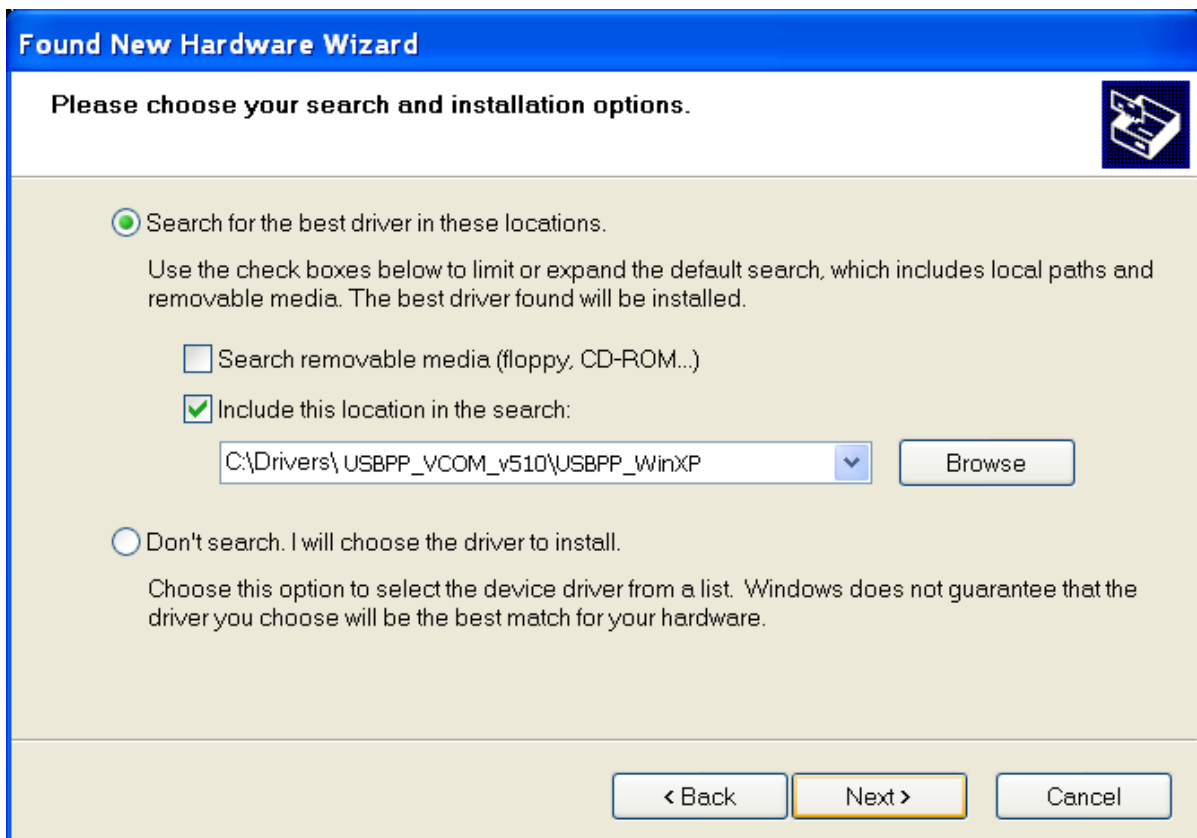 Found New Hardware Wizard
Please choose your search and installation options.
Search for the best driver in these locations.
Use the check boxes below to limit or expand the default search, which includes local paths and
removable media. The best driver found will be installed.
Search removable media (floppy, CD-ROM...)
Include this location in the search:
C:\Drivers\ USBPP_VCOM_v510\USBPP_WinXP
Browse
Don't search. I will choose the driver to install.
Choose this option to select the device driver from a list. Windows does not guarantee that the
driver you choose will be the best match for your hardware.
< Back Next > Cancel